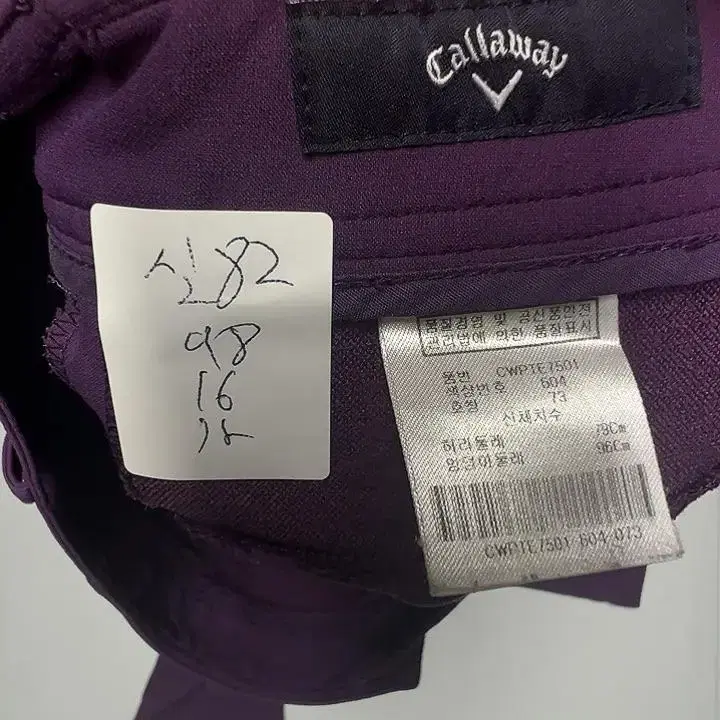 Callaway
실82
98
16
품질경영 및 공산품안전
관리법에 의한 품질표시
품번 CWPTE7501
색상번호 604
호칭 73
신체치수
허리둘레 78Cm
엉덩이둘레 96Cm
CWPTE7501 604 073